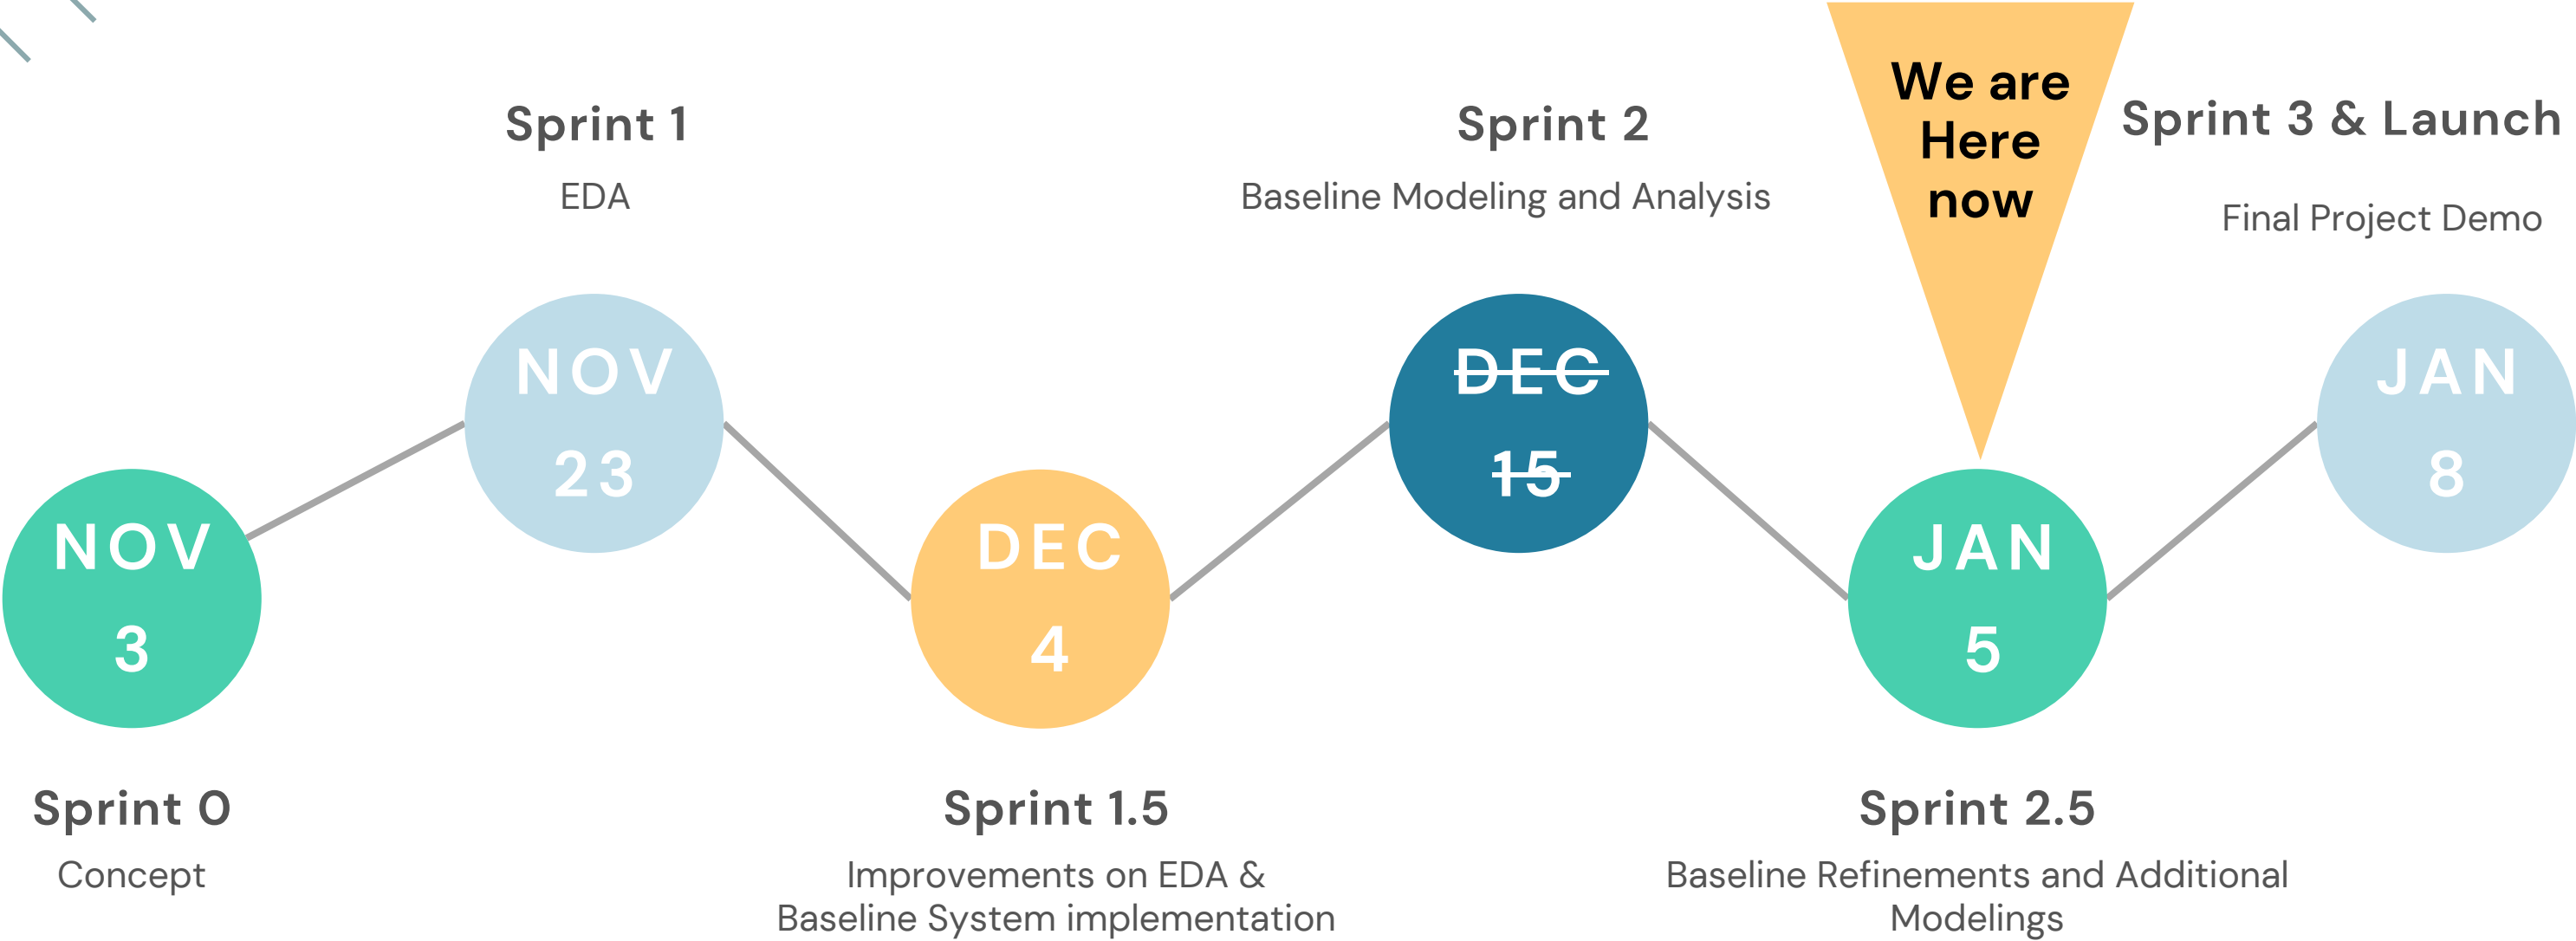 Sprint 0
Concept
NOV
3
Sprint 1
EDA
NOV
23
DEC
4
Sprint 1.5
Improvements on EDA &
Baseline System implementation
Sprint 2
Baseline Modeling and Analysis
DEC
15
We are
Here
now
JAN
5
Sprint 2.5
Baseline Refinements and Additional
Modelings
Sprint 3 & Launch
Final Project Demo
JAN
8